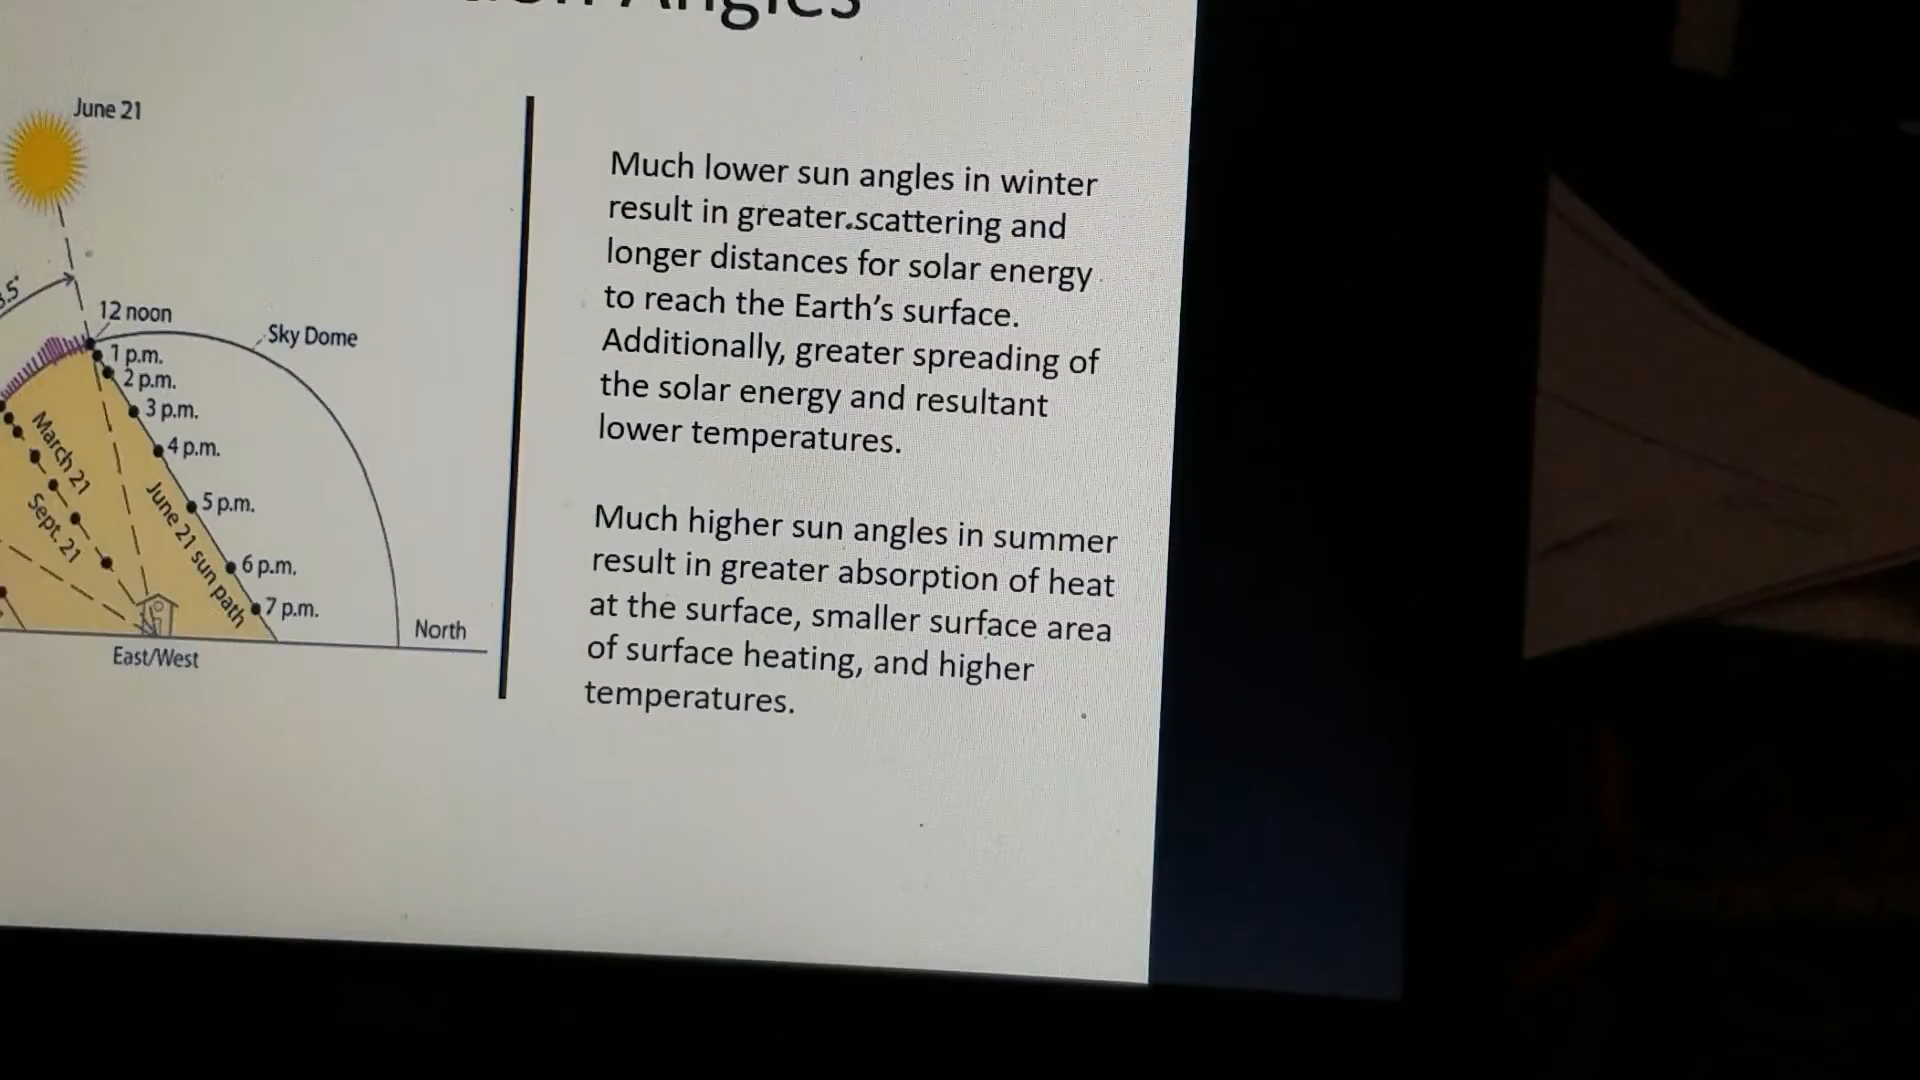 Angles
June 21
12 noon
Sky Dome
1 p.m.
2 p.m.
3 p.m.
4 p.m.
5 p.m.
6 p.m.
7 p.m.
March 21
Sept. 21
June 21 sun path
North
East/West
Much lower sun angles in winter
result in greater scattering and
longer distances for solar energy
to reach the Earth’s surface.
Additionally, greater spreading of
the solar energy and resultant
lower temperatures.
Much higher sun angles in summer
result in greater absorption of heat
at the surface, smaller surface area
of surface heating, and higher
temperatures.